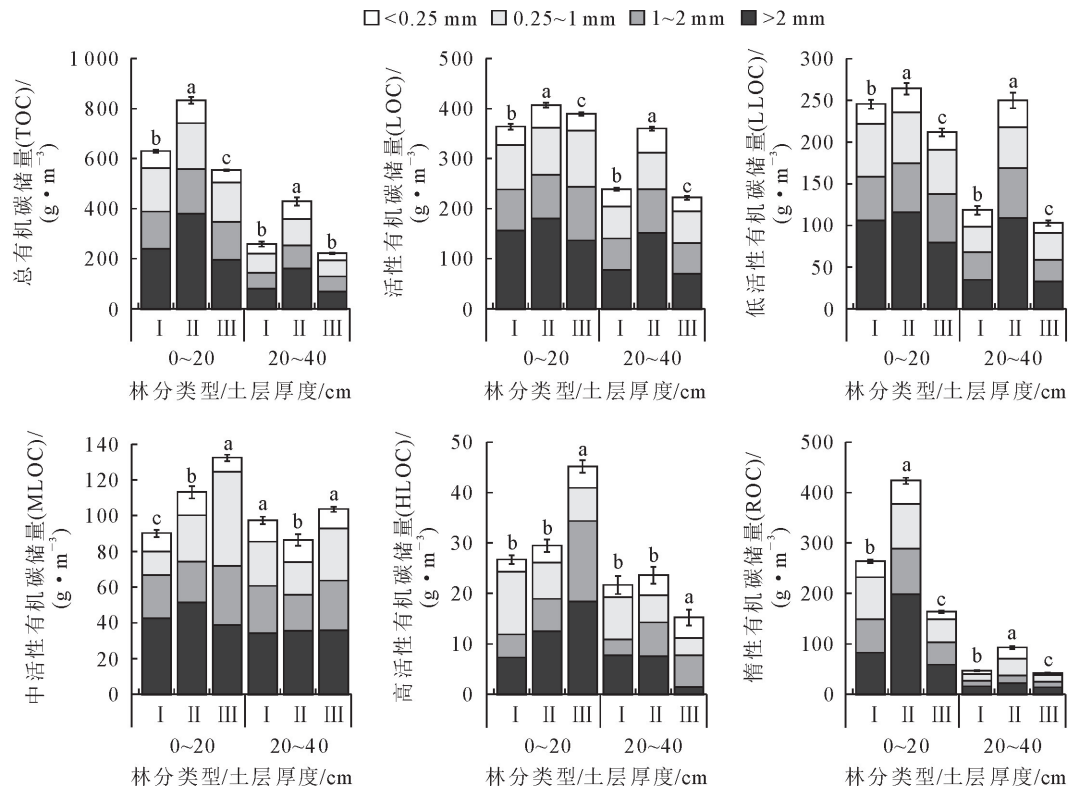 <0.25 mm 0.25~1 mm 1~2 mm >2 mm
总有机碳储量(TOC)/
(g·m⁻³)
1 000
800
600
400
200
0
b a c b a b
Ⅰ Ⅱ Ⅲ Ⅰ Ⅱ Ⅲ
0~20 20~40
林分类型/土层厚度/cm
活性有机碳储量(LOC)/
(g·m⁻³)
500
400
300
200
100
0
b a c b a c
Ⅰ Ⅱ Ⅲ Ⅰ Ⅱ Ⅲ
0~20 20~40
林分类型/土层厚度/cm
低活性有机碳储量(LLOC)/
(g·m⁻³)
300
250
200
150
100
50
0
b a c b a c
Ⅰ Ⅱ Ⅲ Ⅰ Ⅱ Ⅲ
0~20 20~40
林分类型/土层厚度/cm
中活性有机碳储量(MLOC)/
(g·m⁻³)
140
120
100
80
60
40
20
0
c b a a b a
Ⅰ Ⅱ Ⅲ Ⅰ Ⅱ Ⅲ
0~20 20~40
林分类型/土层厚度/cm
高活性有机碳储量(HLOC)/
(g·m⁻³)
50
40
30
20
10
0
b b a b b a
Ⅰ Ⅱ Ⅲ Ⅰ Ⅱ Ⅲ
0~20 20~40
林分类型/土层厚度/cm
惰性有机碳储量(ROC)/
(g·m⁻³)
500
400
300
200
100
0
b a c b a c
Ⅰ Ⅱ Ⅲ Ⅰ Ⅱ Ⅲ
0~20 20~40
林分类型/土层厚度/cm